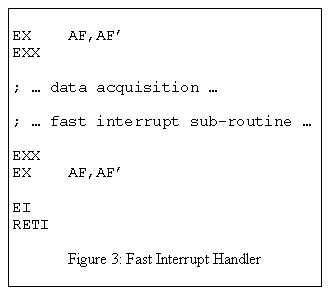 EX    AF,AF’
EXX
; … data acquisition …
; … fast interrupt sub-routine …
EXX
EX    AF,AF’
EI
RETI
Figure 3: Fast Interrupt Handler